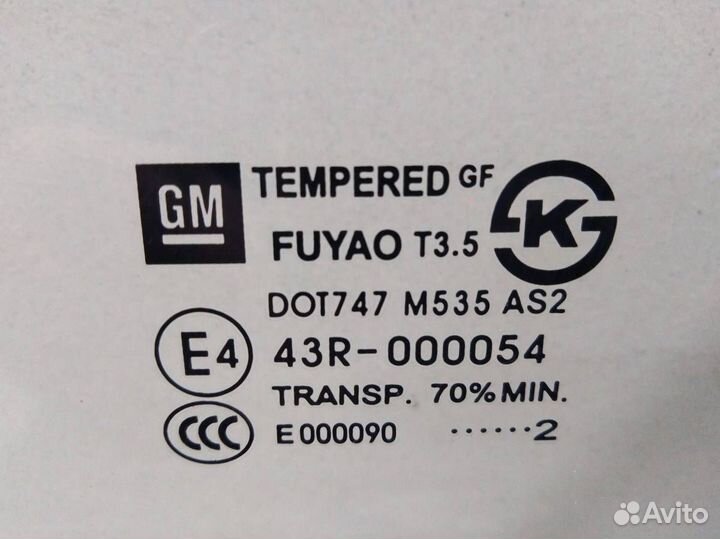 GM TEMPERED GF
FUYAO T3.5 K
DOT747 M535 AS2
E4 43R-000054
TRANSP. 70% MIN.
CCC E000090 ······2
Avito